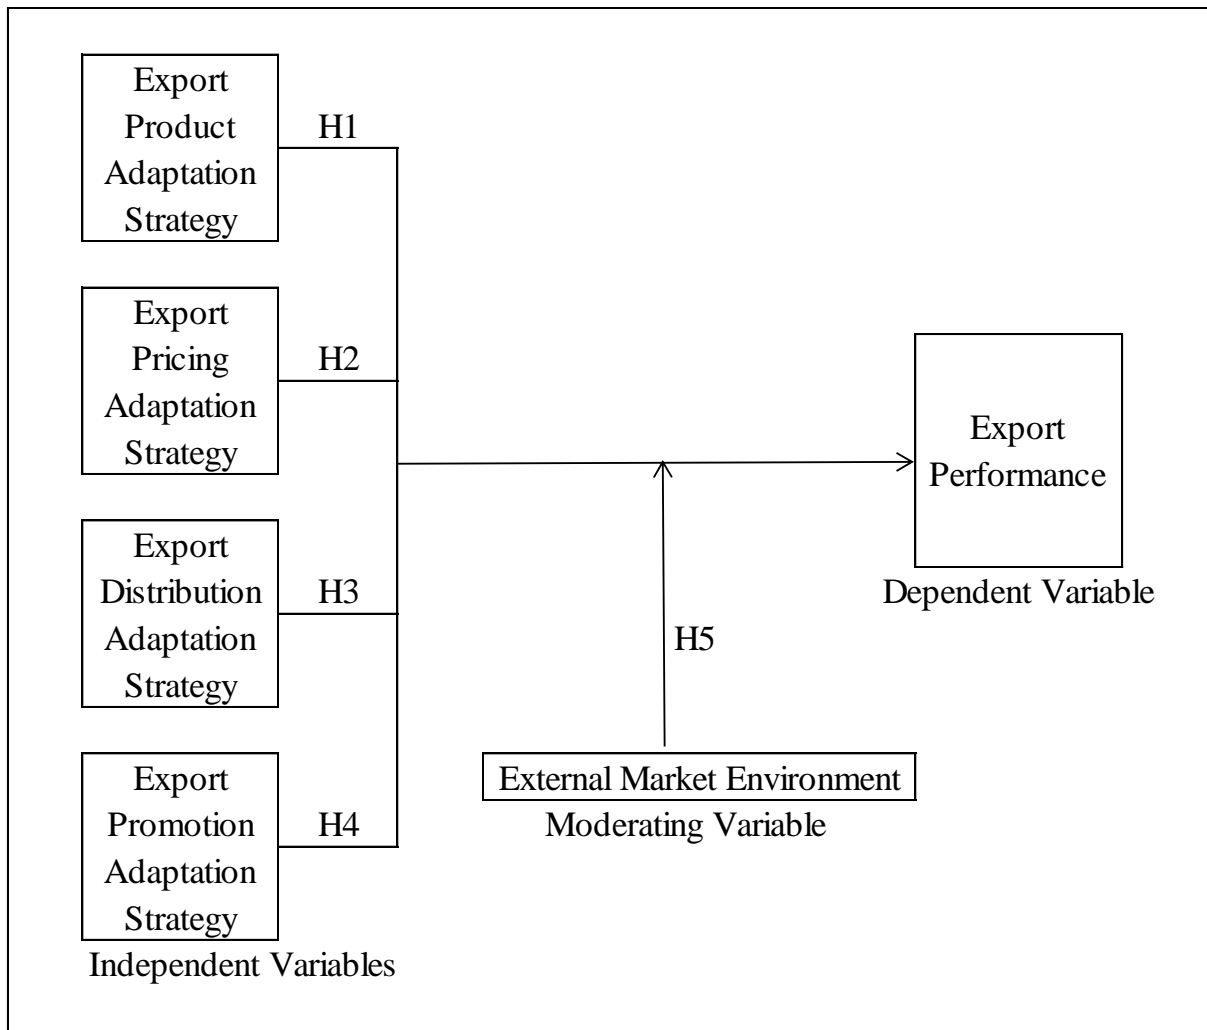 Export
Product
Adaptation
Strategy
H1
Export
Pricing
Adaptation
Strategy
H2
Export
Distribution
Adaptation
Strategy
H3
Export
Promotion
Adaptation
Strategy
H4
Independent Variables
H5
External Market Environment
Moderating Variable
Export
Performance
Dependent Variable